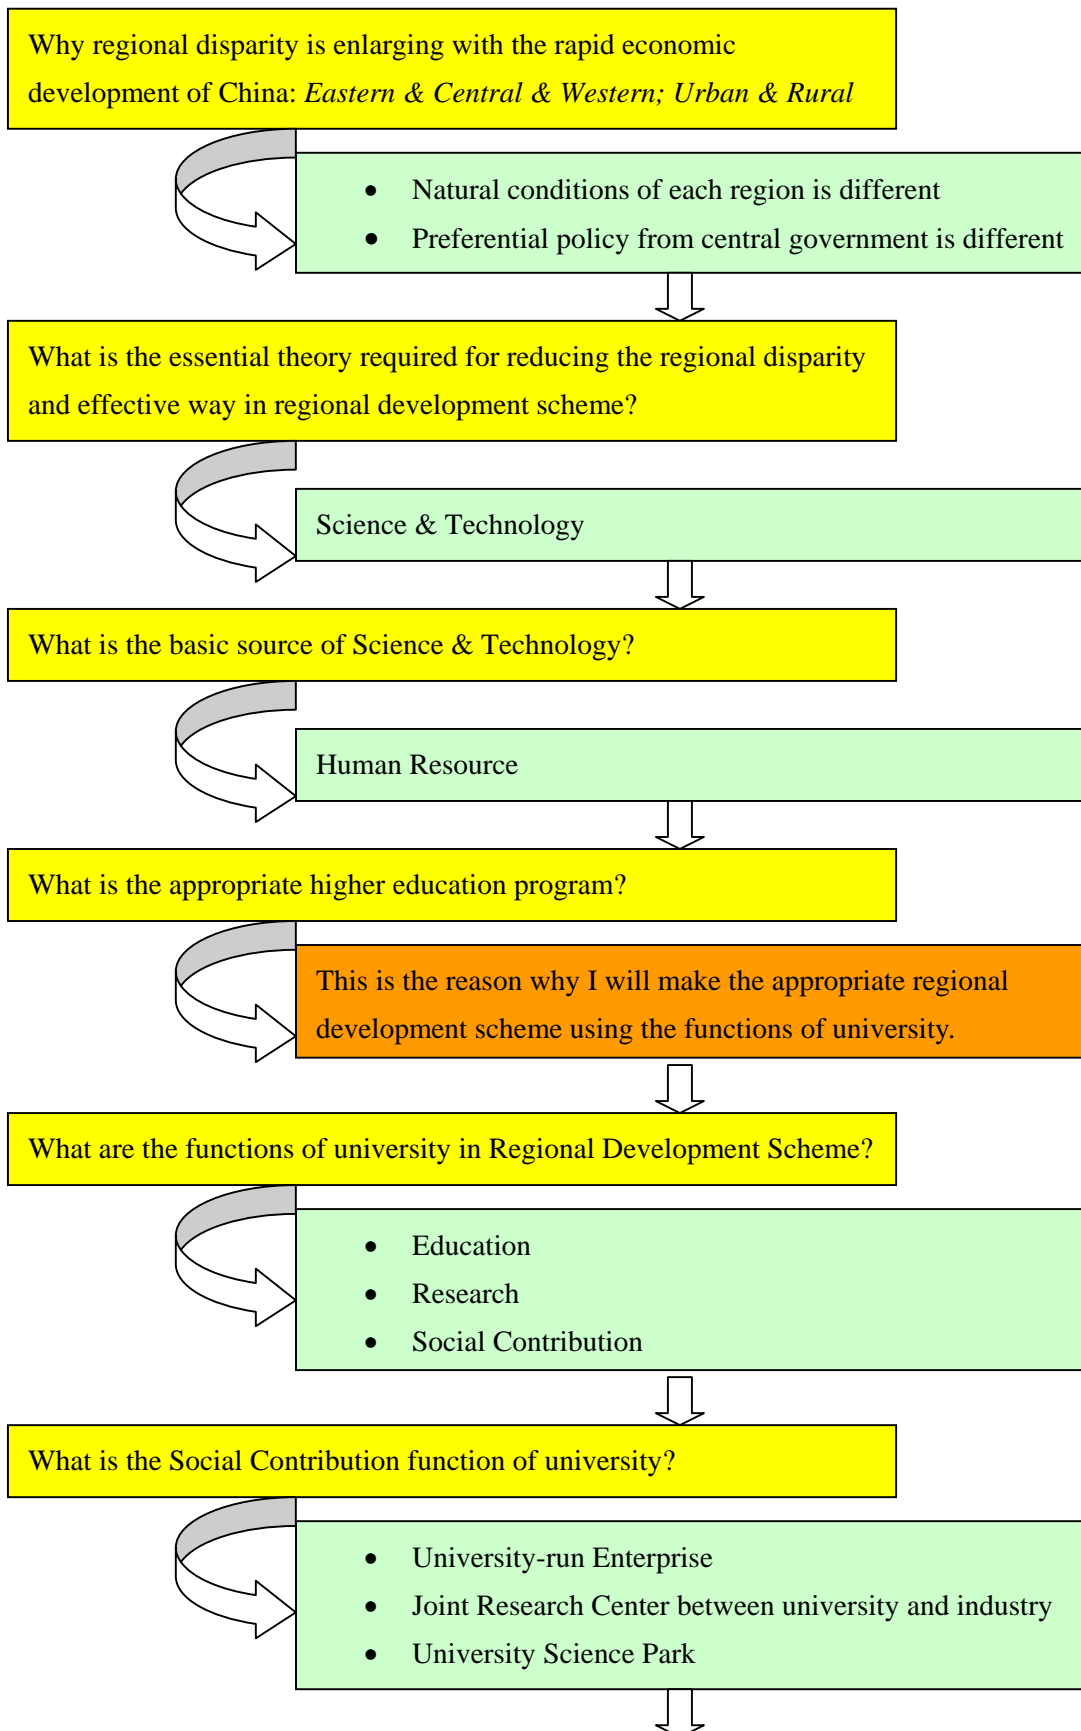 Why regional disparity is enlarging with the rapid economic
development of China: Eastern & Central & Western; Urban & Rural
• Natural conditions of each region is different
• Preferential policy from central government is different
What is the essential theory required for reducing the regional disparity
and effective way in regional development scheme?
Science & Technology
What is the basic source of Science & Technology?
Human Resource
What is the appropriate higher education program?
This is the reason why I will make the appropriate regional
development scheme using the functions of university.
What are the functions of university in Regional Development Scheme?
• Education
• Research
• Social Contribution
What is the Social Contribution function of university?
• University-run Enterprise
• Joint Research Center between university and industry
• University Science Park